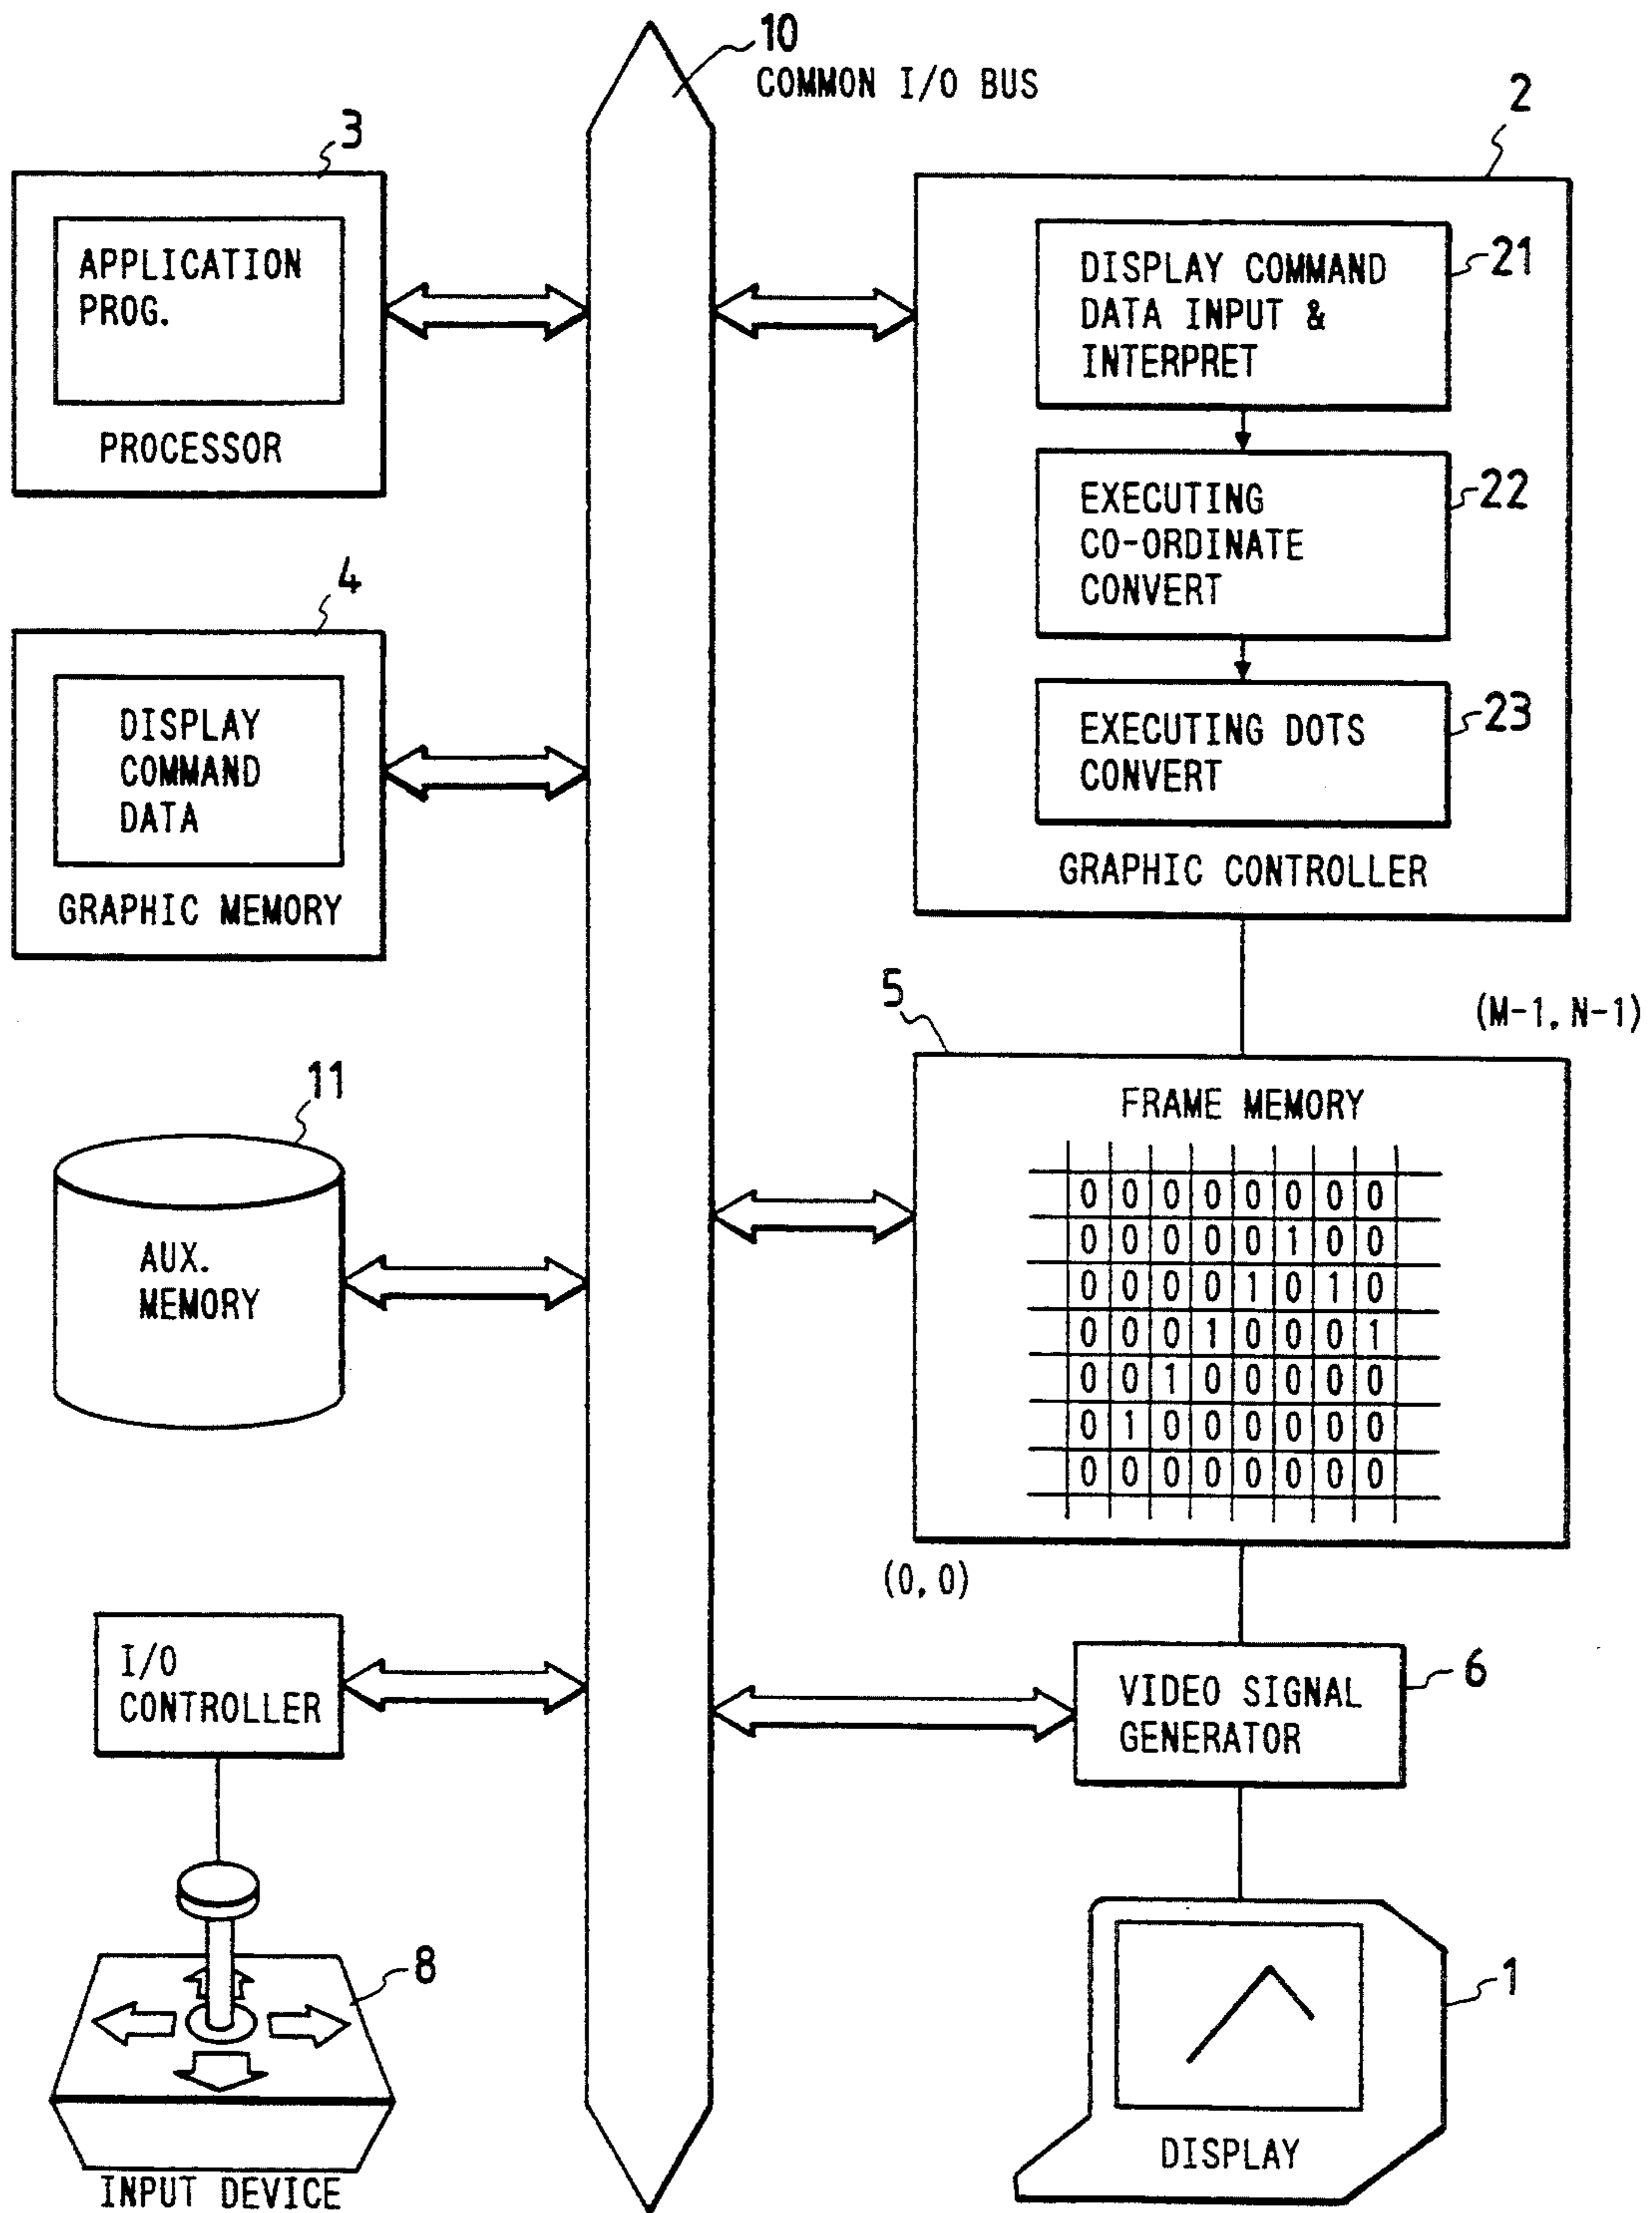 10
COMMON I/O BUS
3
APPLICATION
PROG.
PROCESSOR
2
DISPLAY COMMAND
DATA INPUT &
INTERPRET
21
EXECUTING
CO-ORDINATE
CONVERT
22
EXECUTING DOTS
CONVERT
23
GRAPHIC CONTROLLER
4
DISPLAY
COMMAND
DATA
GRAPHIC MEMORY
5
(M-1, N-1)
FRAME MEMORY
0 0 0 0 0 0 0 0
0 0 0 0 0 1 0 0
0 0 0 0 1 0 1 0
0 0 0 1 0 0 0 1
0 0 1 0 0 0 0 0
0 1 0 0 0 0 0 0
0 0 0 0 0 0 0 0
(0, 0)
11
AUX.
MEMORY
I/O
CONTROLLER
VIDEO SIGNAL
GENERATOR
6
8
INPUT DEVICE
1
DISPLAY